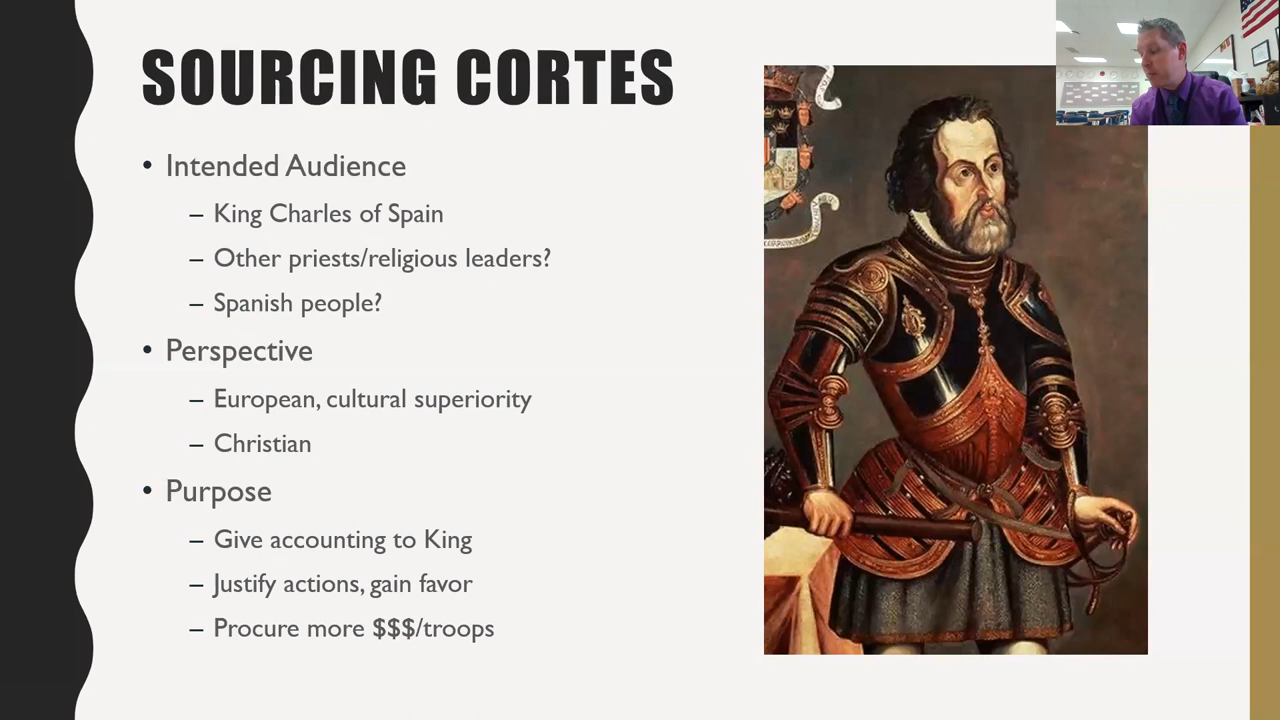 SOURCING CORTES
• Intended Audience
– King Charles of Spain
– Other priests/religious leaders?
– Spanish people?
• Perspective
– European, cultural superiority
– Christian
• Purpose
– Give accounting to King
– Justify actions, gain favor
– Procure more $$$/troops